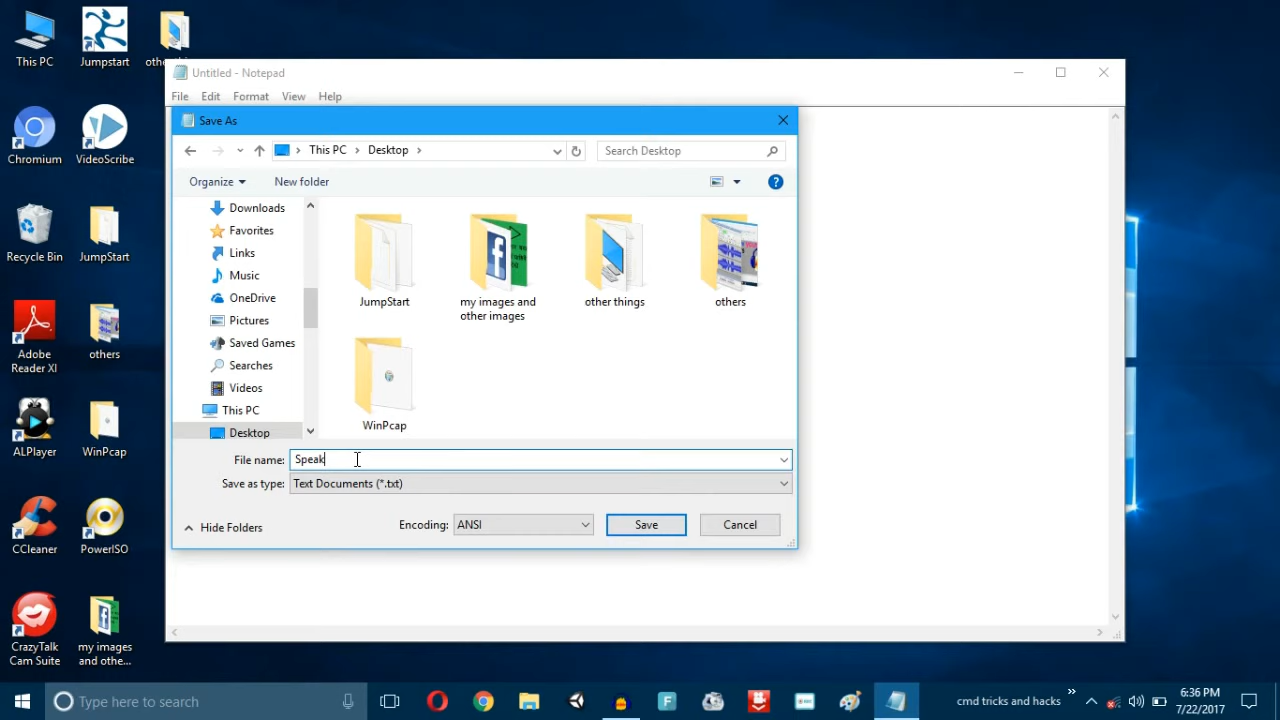 This PC
Jumpstart
Chromium
VideoScribe
Recycle Bin
JumpStart
Adobe
Reader XI
others
ALPlayer
WinPcap
CCleaner
PowerISO
CrazyTalk
Cam Suite
my images
and othe...
Untitled - Notepad
File
Edit
Format
View
Help
Save As
This PC
Desktop
Search Desktop
Organize
New folder
Downloads
Favorites
Links
Music
OneDrive
Pictures
Saved Games
Searches
Videos
This PC
Desktop
JumpStart
my images and
other images
other things
others
WinPcap
File name:
Speak
Save as type:
Text Documents (*.txt)
Hide Folders
Encoding:
ANSI
Save
Cancel
Type here to search
cmd tricks and hacks
6:36 PM
7/22/2017